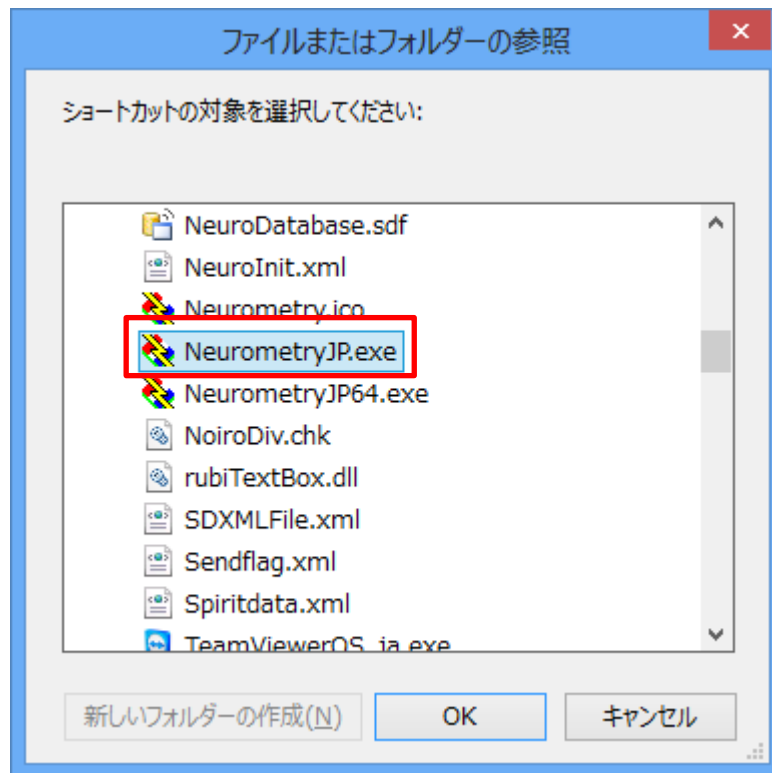 ファイルまたはフォルダーの参照
ショートカットの対象を選択してください:
NeuroDatabase.sdf
NeuroInit.xml
Neurometry.ico
NeurometryJP.exe
NeurometryJP64.exe
NoiroDiv.chk
rubiTextBox.dll
SDXMLFile.xml
Sendflag.xml
Spiritdata.xml
TeamViewerQS_ja.exe
新しいフォルダーの作成(N) OK キャンセル